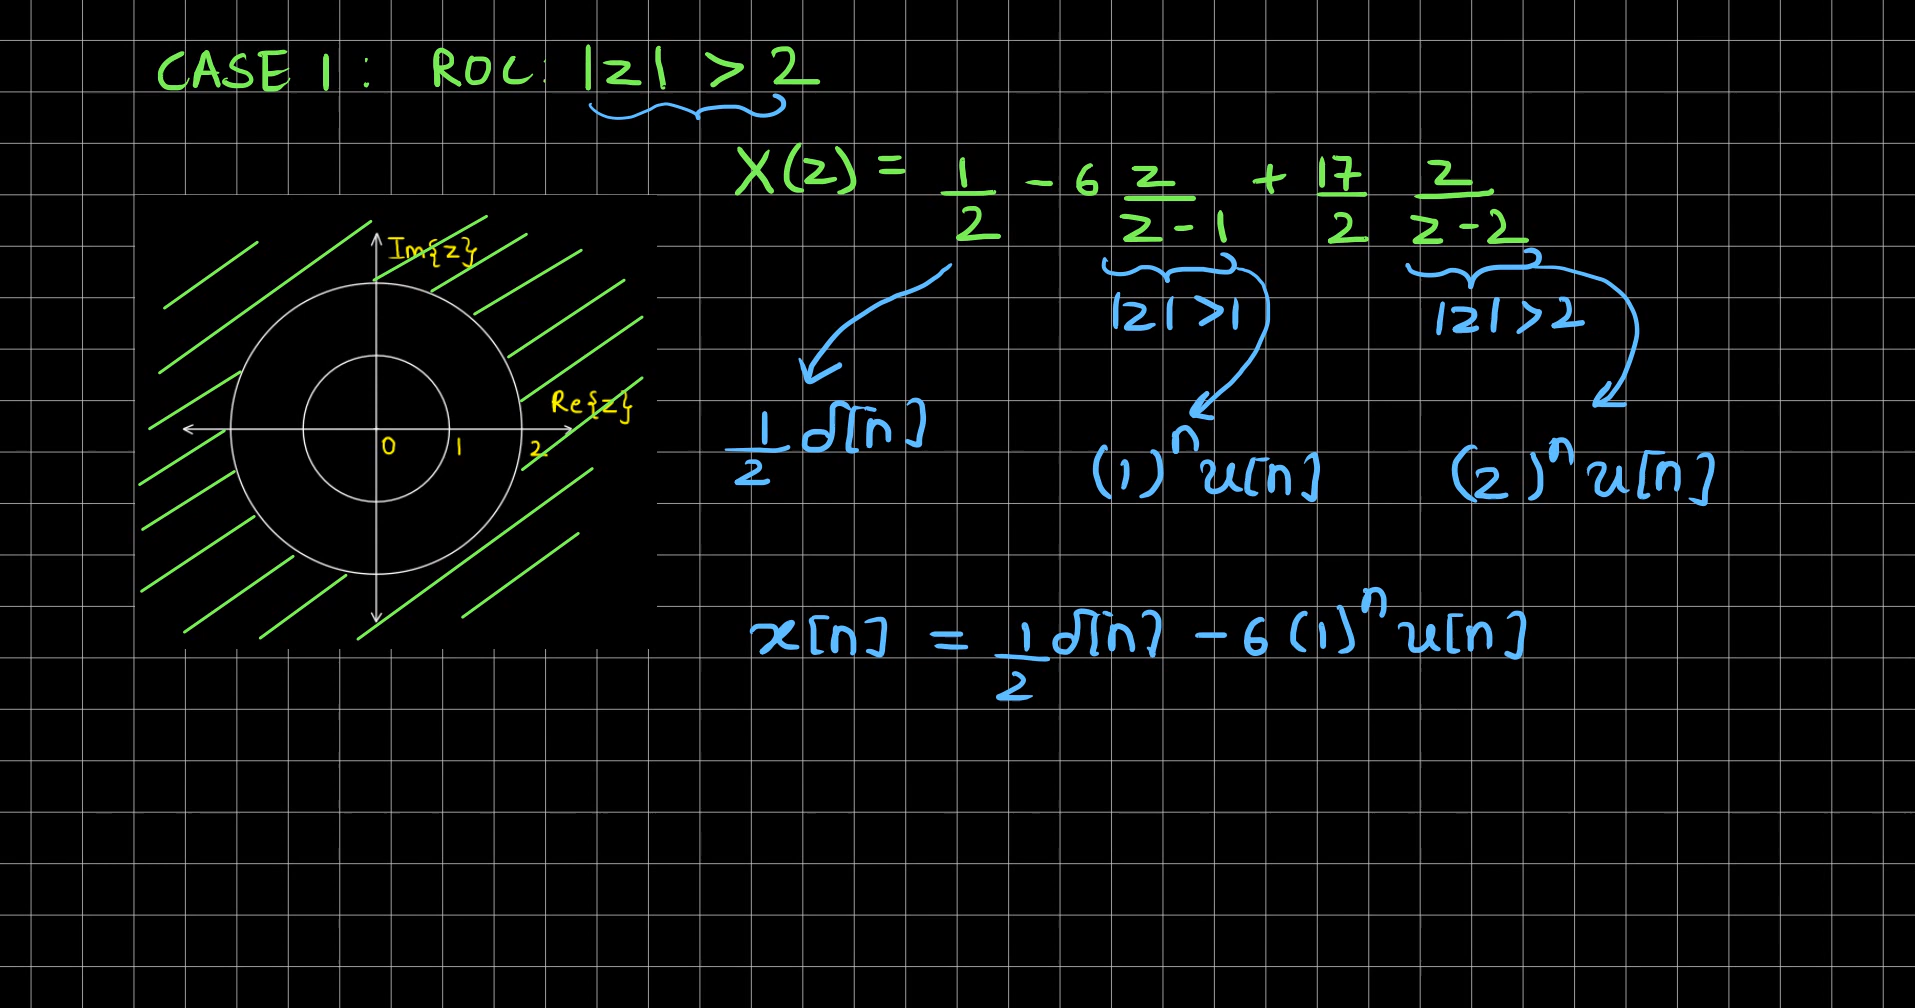 CASE 1: ROC: |z| > 2
X(z) = 1/2 - 6 z/(z-1) + 17/2 z/(z-2)
Im{z}
|z|>1
|z|>2
Re{z}
0 1 2
1/2 δ[n]
(1)^n u[n]
(2)^n u[n]
x[n] = 1/2 δ[n] - 6(1)^n u[n]